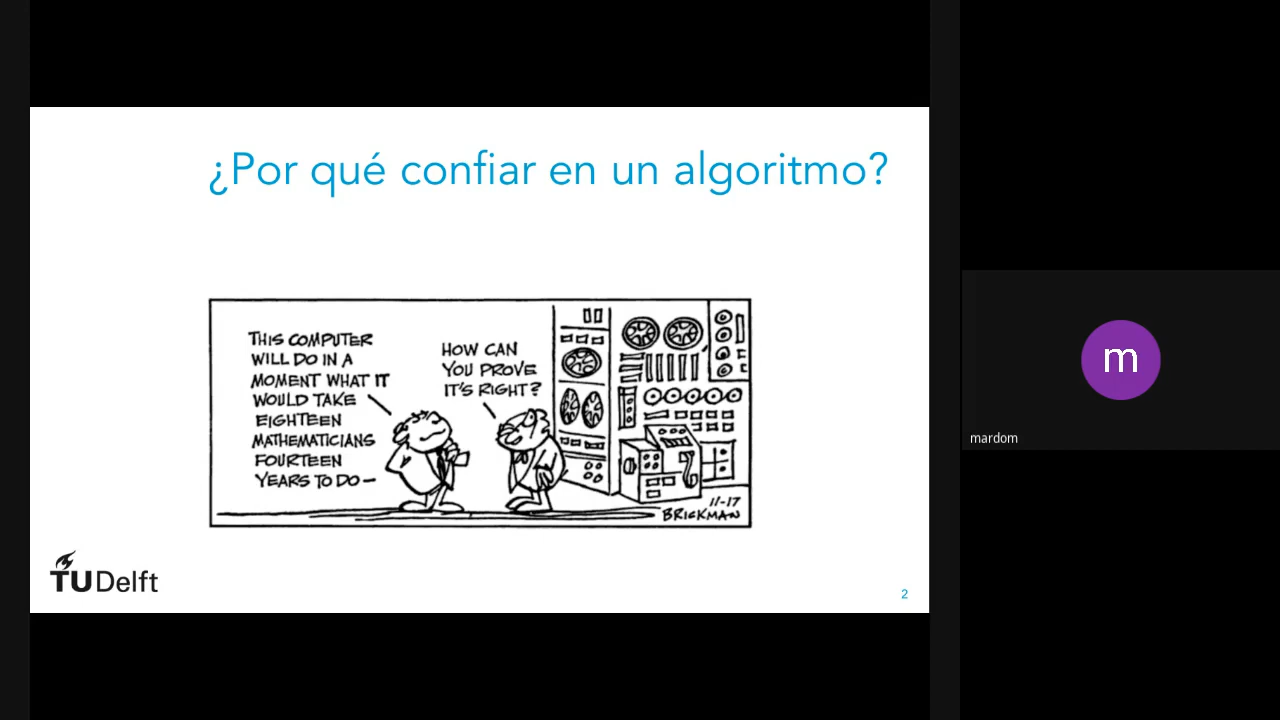 ¿Por qué confiar en un algoritmo?
THIS COMPUTER
WILL DO IN A
MOMENT WHAT IT
WOULD TAKE
EIGHTEEN
MATHEMATICIANS
FOURTEEN
YEARS TO DO—
HOW CAN
YOU PROVE
IT'S RIGHT?
11-17
BRICKMAN
TUDelft
2
m
mardom